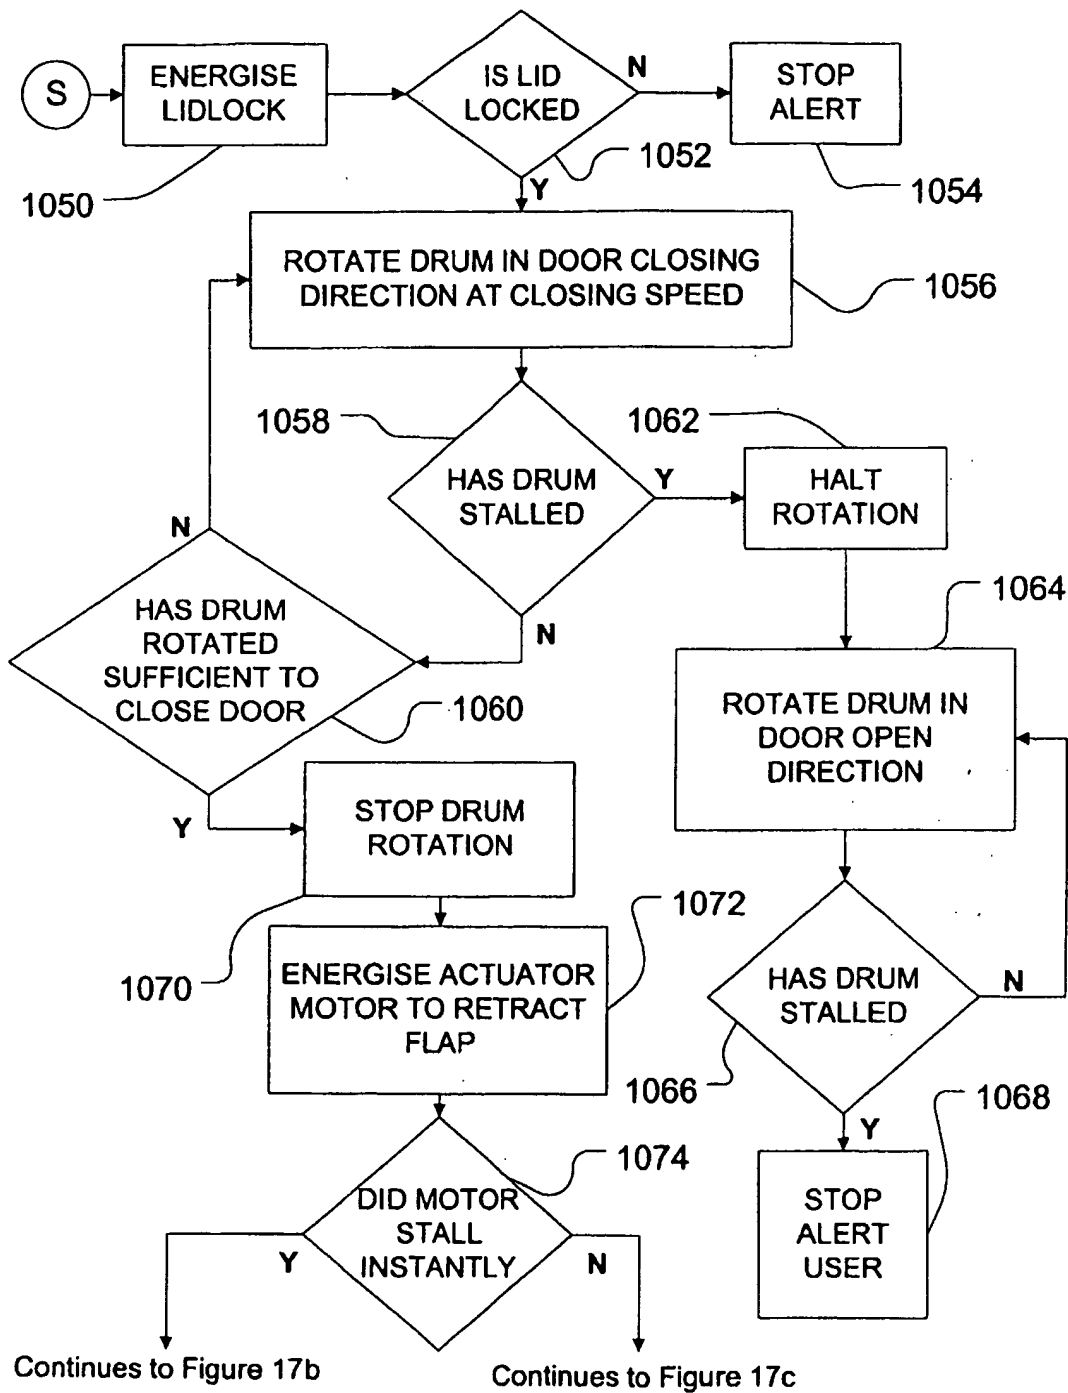 S
ENERGISE
LIDLOCK
1050
IS LID
LOCKED
N
Y
1052
STOP
ALERT
1054
ROTATE DRUM IN DOOR CLOSING
DIRECTION AT CLOSING SPEED
1056
1058
HAS DRUM
STALLED
Y
N
1062
HALT
ROTATION
N
HAS DRUM
ROTATED
SUFFICIENT TO
CLOSE DOOR
1060
Y
1064
ROTATE DRUM IN
DOOR OPEN
DIRECTION
STOP DRUM
ROTATION
1070
1072
ENERGISE ACTUATOR
MOTOR TO RETRACT
FLAP
HAS DRUM
STALLED
N
1066
Y
1068
STOP
ALERT
USER
1074
DID MOTOR
STALL
INSTANTLY
Y
N
Continues to Figure 17b
Continues to Figure 17c